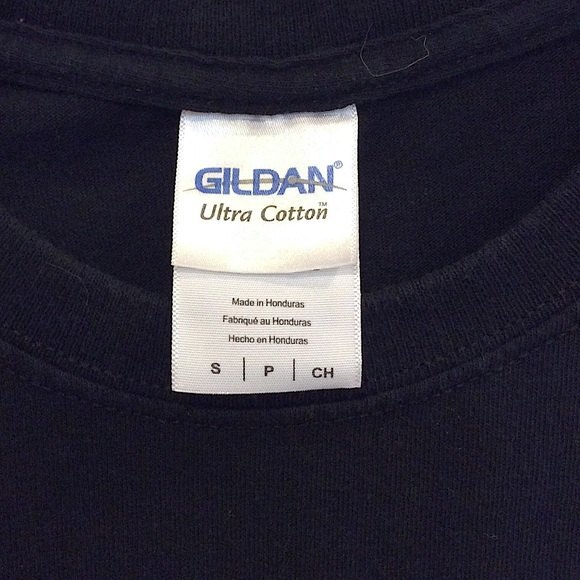 GILDAN®
Ultra Cotton™
Made in Honduras
Fabriqué au Honduras
Hecho en Honduras
S | P | CH